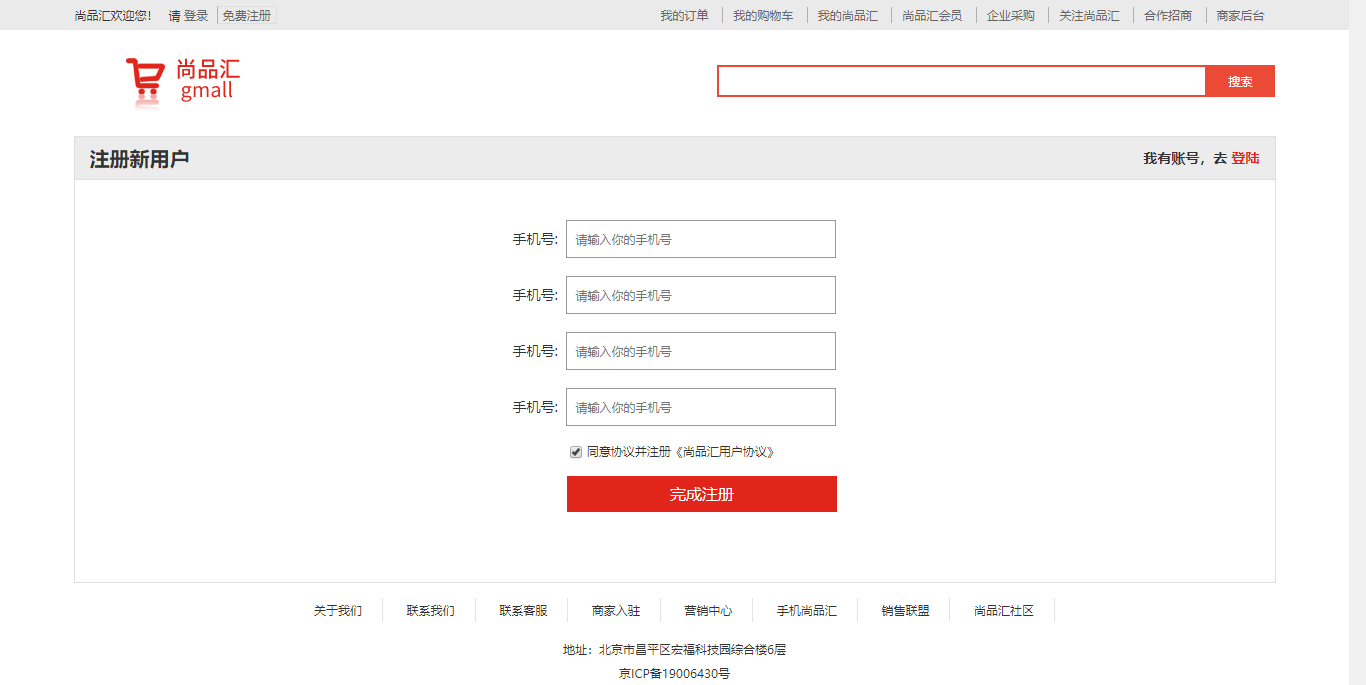 尚品汇欢迎您! 请 登录 免费注册 我的订单 我的购物车 我的尚品汇 尚品汇会员 企业采购 关注尚品汇 合作招商 商家后台
尚品汇
gmall
搜索
注册新用户 我有账号，去 登陆
手机号: 请输入你的手机号
手机号: 请输入你的手机号
手机号: 请输入你的手机号
手机号: 请输入你的手机号
同意协议并注册《尚品汇用户协议》
完成注册
关于我们 联系我们 联系客服 商家入驻 营销中心 手机尚品汇 销售联盟 尚品汇社区
地址：北京市昌平区宏福科技园综合楼6层
京ICP备19006430号